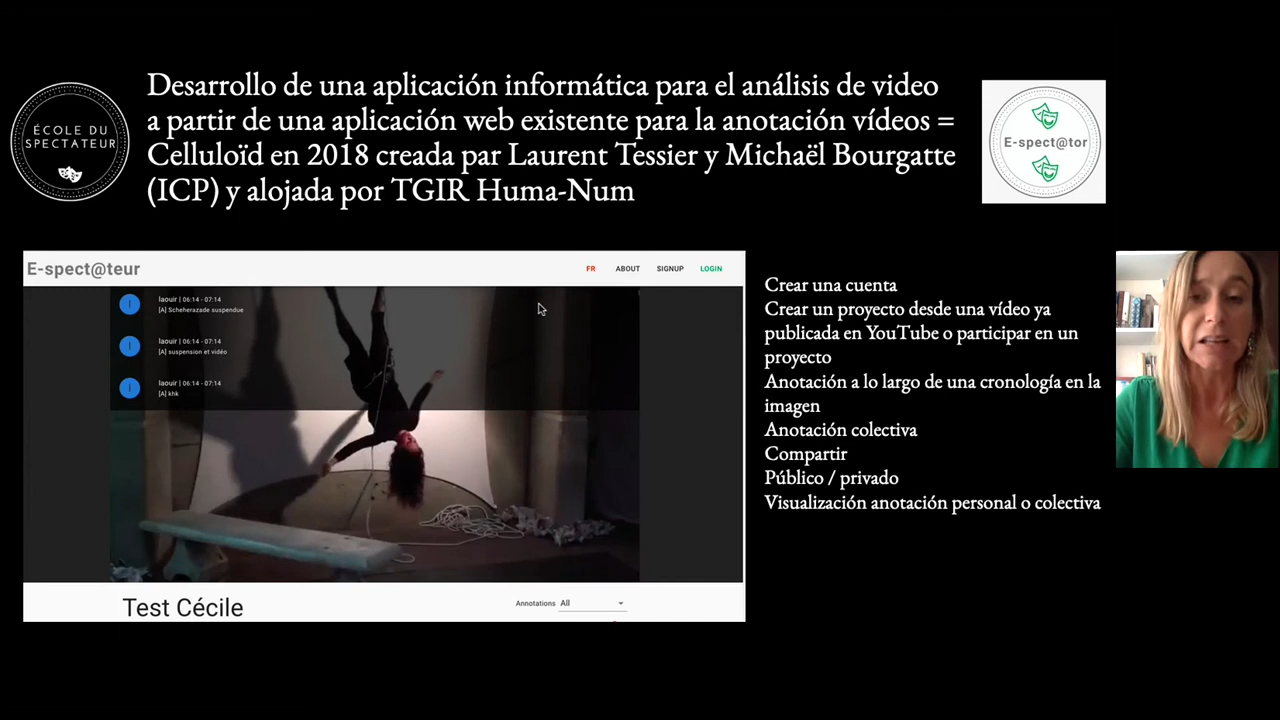 Desarrollo de una aplicación informática para el análisis de video
a partir de una aplicación web existente para la anotación vídeos =
Celluloïd en 2018 creada par Laurent Tessier y Michaël Bourgatte
(ICP) y alojada por TGIR Huma-Num
ÉCOLE DU
SPECTATEUR
E-spect@tor
E-spect@teur
FR ABOUT SIGNUP LOGIN
l laouir | 06:14 - 07:14
[A] Scheherazade suspendue
l laouir | 06:14 - 07:14
[A] suspension et vidéo
l laouir | 06:14 - 07:14
[A] khk
Test Cécile
Annotations All
Crear una cuenta
Crear un proyecto desde una vídeo ya
publicada en YouTube o participar en un
proyecto
Anotación a lo largo de una cronología en la
imagen
Anotación colectiva
Compartir
Público / privado
Visualización anotación personal o colectiva